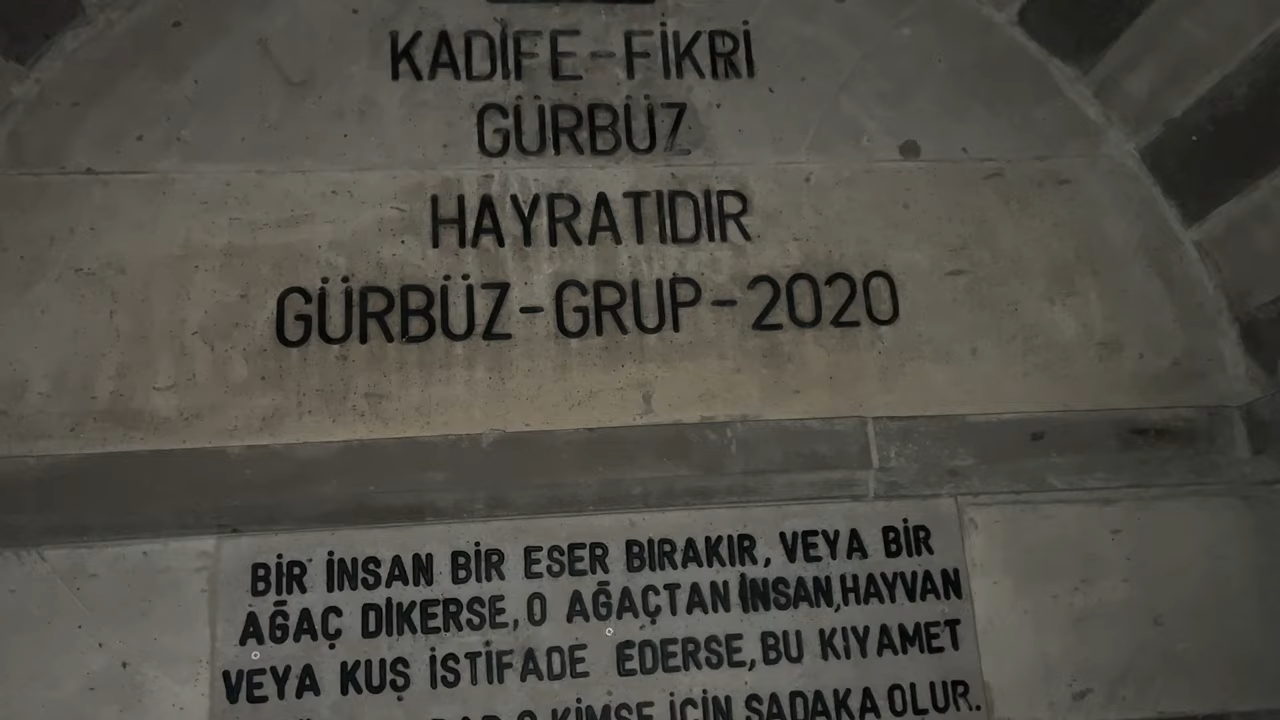 KADİFE-FİKRİ
GÜRBÜZ
HAYRATIDIR
GÜRBÜZ-GRUP-2020
BİR İNSAN BİR ESER BIRAKIR, VEYA BİR
AĞAÇ DİKERSE, O AĞAÇTAN İNSAN, HAYVAN
VEYA KUŞ İSTİFADE EDERSE, BU KIYAMET
O KİMSE İÇİN SADAKA OLUR.